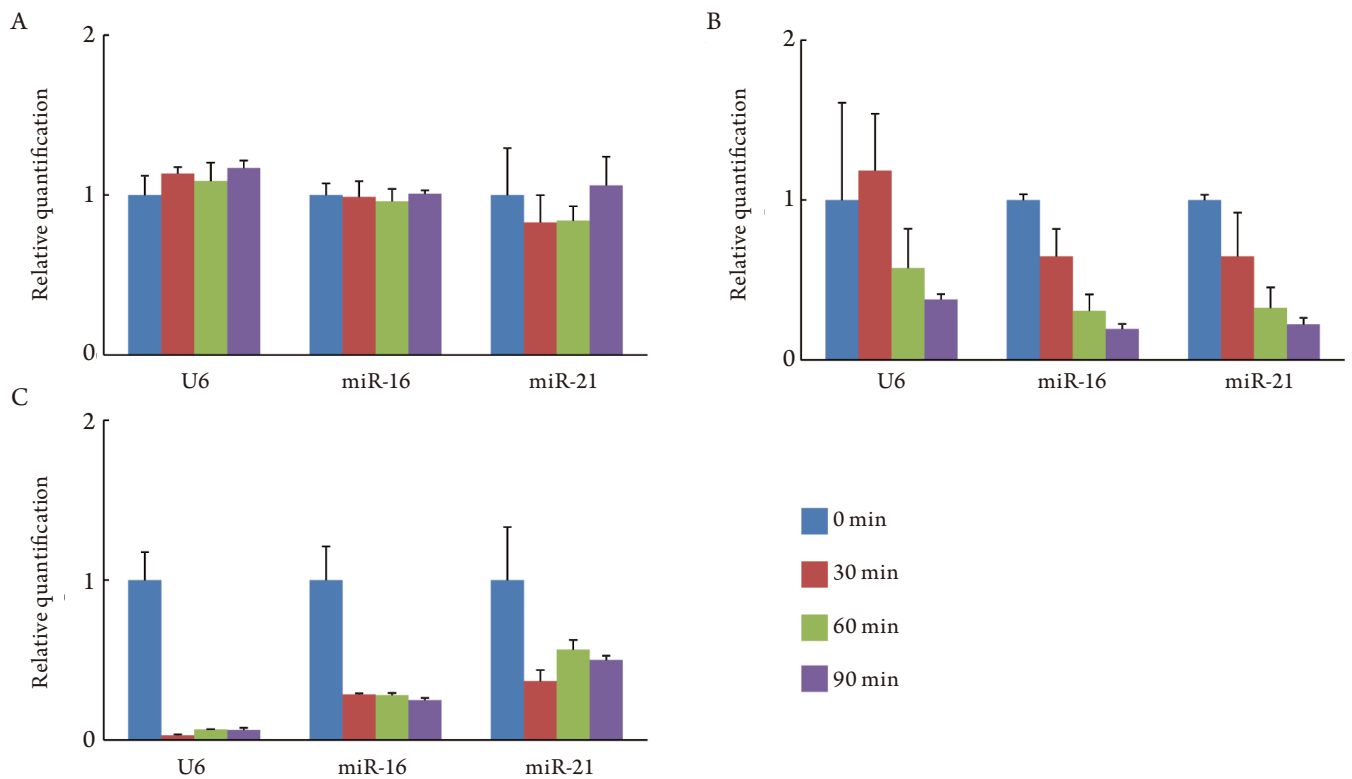 A
2
1
0
Relative quantification
U6 miR-16 miR-21
B
2
1
0
Relative quantification
U6 miR-16 miR-21
C
2
1
0
Relative quantification
U6 miR-16 miR-21
0 min
30 min
60 min
90 min